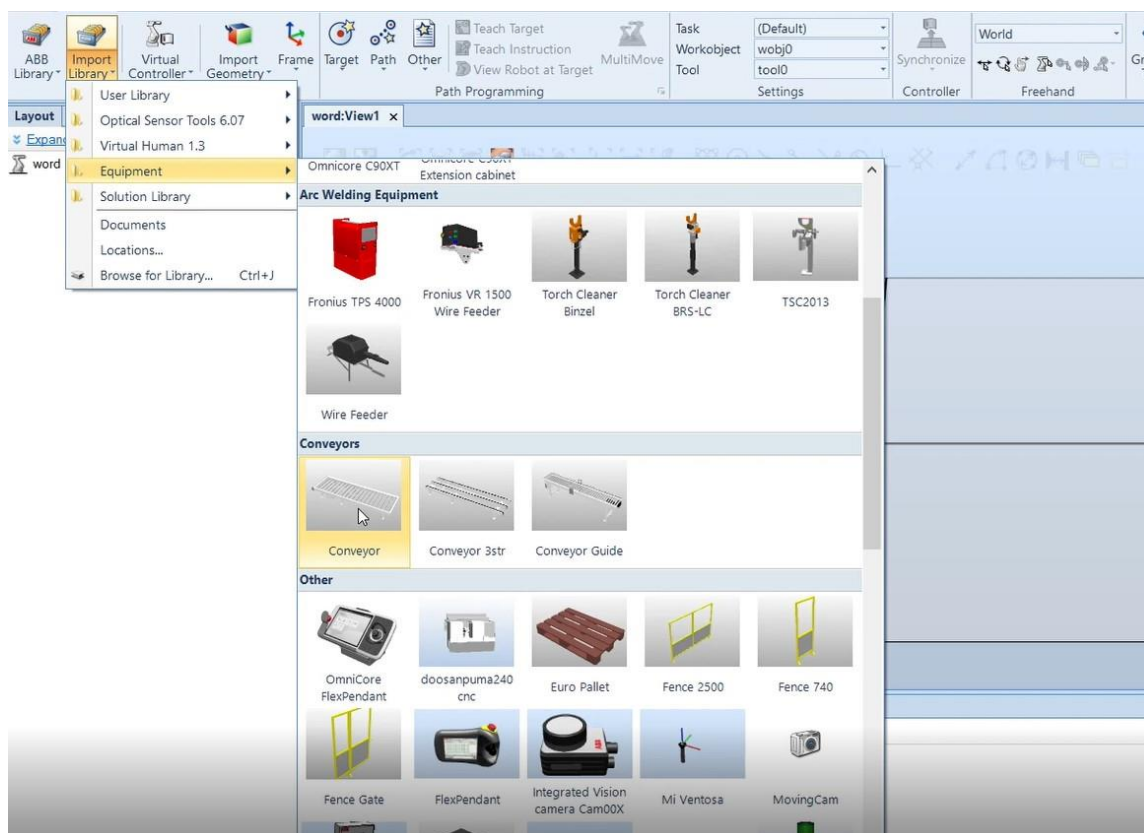 ABB Library
Import Library
Virtual Controller
Import Geometry
Frame
Target
Path
Other
Teach Target
Teach Instruction
View Robot at Target
MultiMove
Path Programming
Task (Default)
Workobject wobj0
Tool tool0
Settings
Synchronize
Controller
World
Freehand
Layout
Expand
word
word:View1
User Library
Optical Sensor Tools 6.07
Virtual Human 1.3
Equipment
Solution Library
Documents
Locations...
Browse for Library... Ctrl+J
Omnicore C90XT
Omnicore C90XT
Extension cabinet
Arc Welding Equipment
Fronius TPS 4000
Fronius VR 1500
Wire Feeder
Torch Cleaner
Binzel
Torch Cleaner
BRS-LC
TSC2013
Wire Feeder
Conveyors
Conveyor
Conveyor 3str
Conveyor Guide
Other
OmniCore
FlexPendant
doosanpuma240
cnc
Euro Pallet
Fence 2500
Fence 740
Fence Gate
FlexPendant
Integrated Vision
camera Cam00X
Mi Ventosa
MovingCam